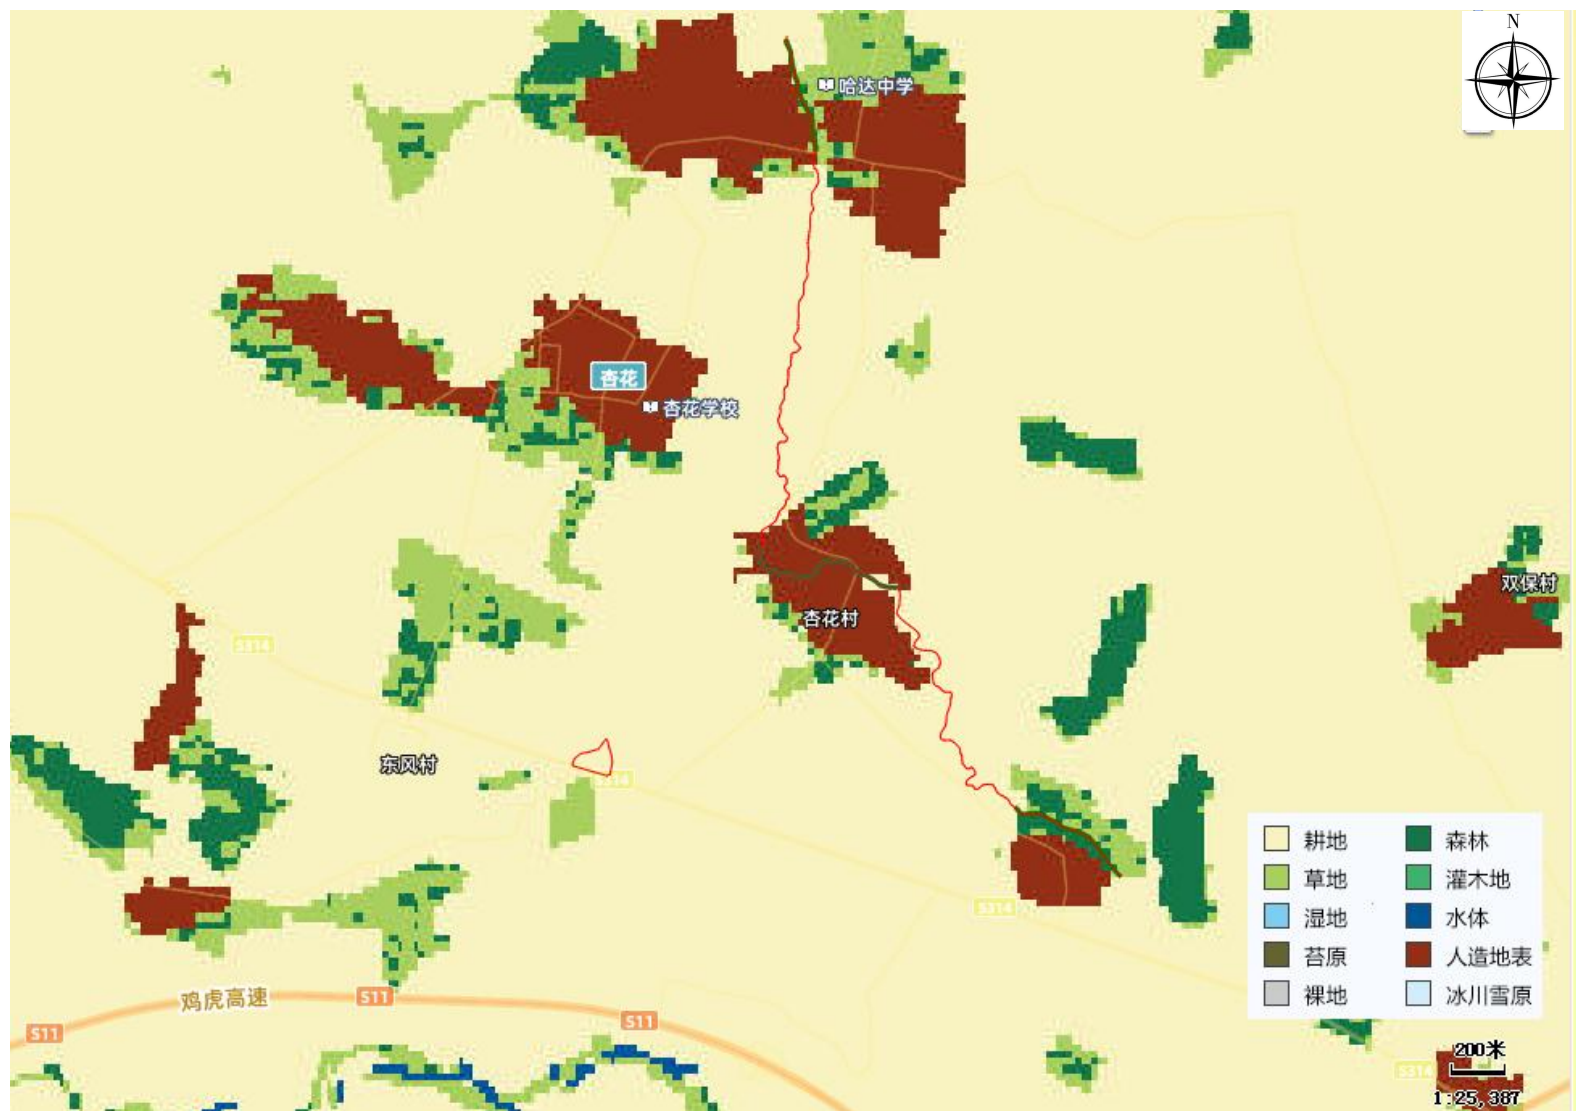 N
哈达中学
杏花
杏花学校
双保村
杏花村
S314
东风村
S314
耕地
森林
草地
灌木地
S314
湿地
水体
苔原
人造地表
裸地
冰川雪原
鸡虎高速
S11
S11
S11
200米
S314
1:25,387